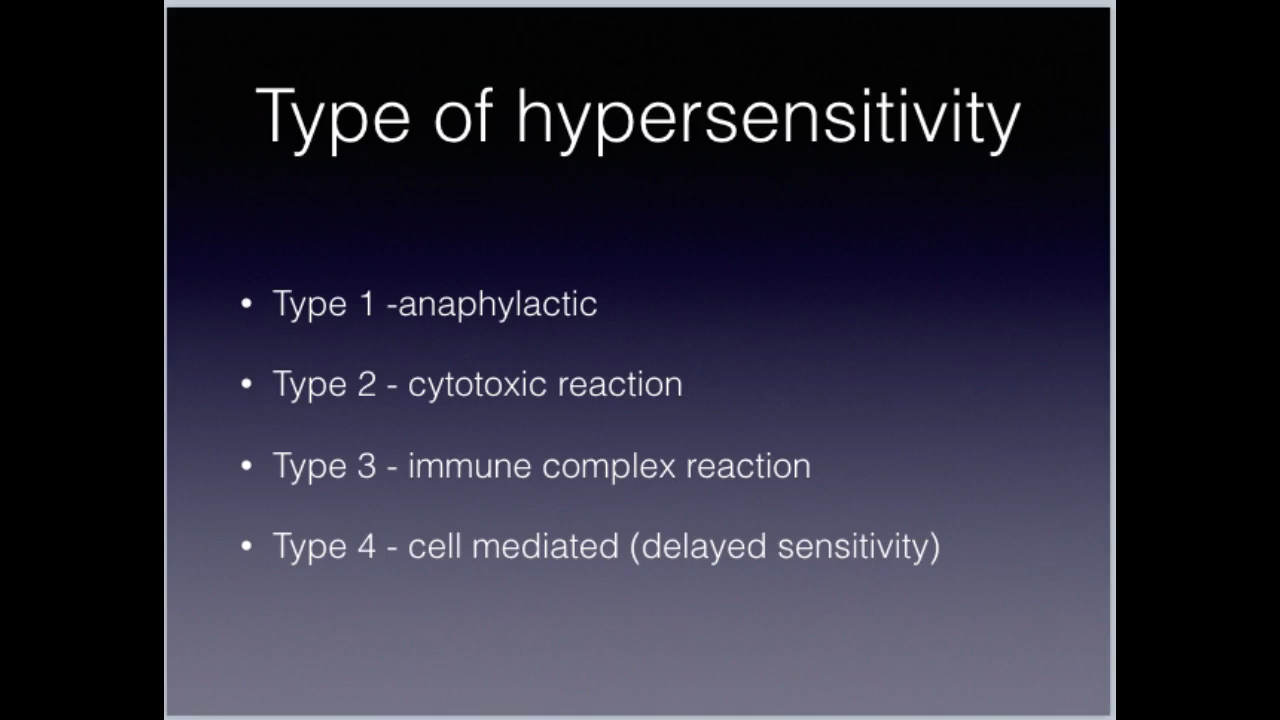 Type of hypersensitivity
• Type 1 -anaphylactic
• Type 2 - cytotoxic reaction
• Type 3 - immune complex reaction
• Type 4 - cell mediated (delayed sensitivity)